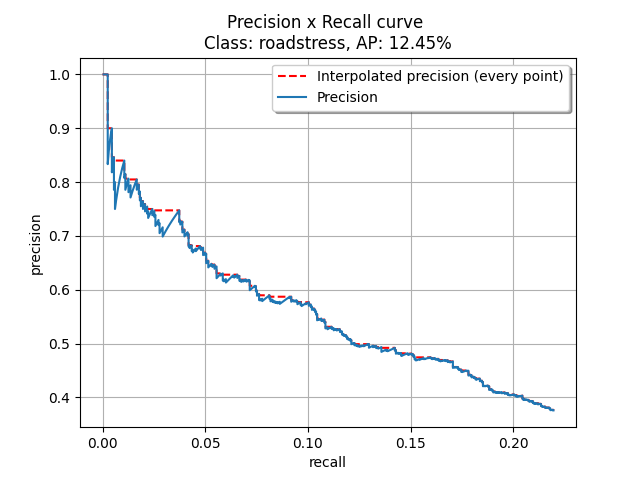 Precision x Recall curve
Class: roadstress, AP: 12.45%
Interpolated precision (every point)
Precision
1.0
0.9
0.8
0.7
0.6
0.5
0.4
precision
0.00
0.05
0.10
0.15
0.20
recall